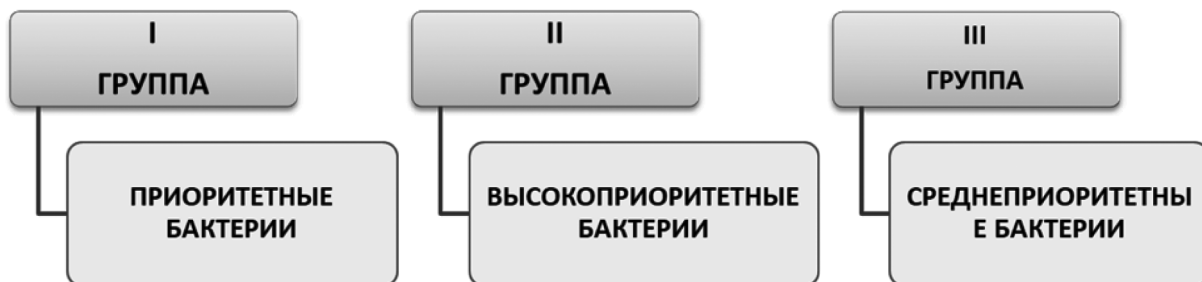 I
ГРУППА
ПРИОРИТЕТНЫЕ
БАКТЕРИИ
II
ГРУППА
ВЫСОКОПРИОРИТЕТНЫЕ
БАКТЕРИИ
III
ГРУППА
СРЕДНЕПРИОРИТЕТНЫ
Е БАКТЕРИИ